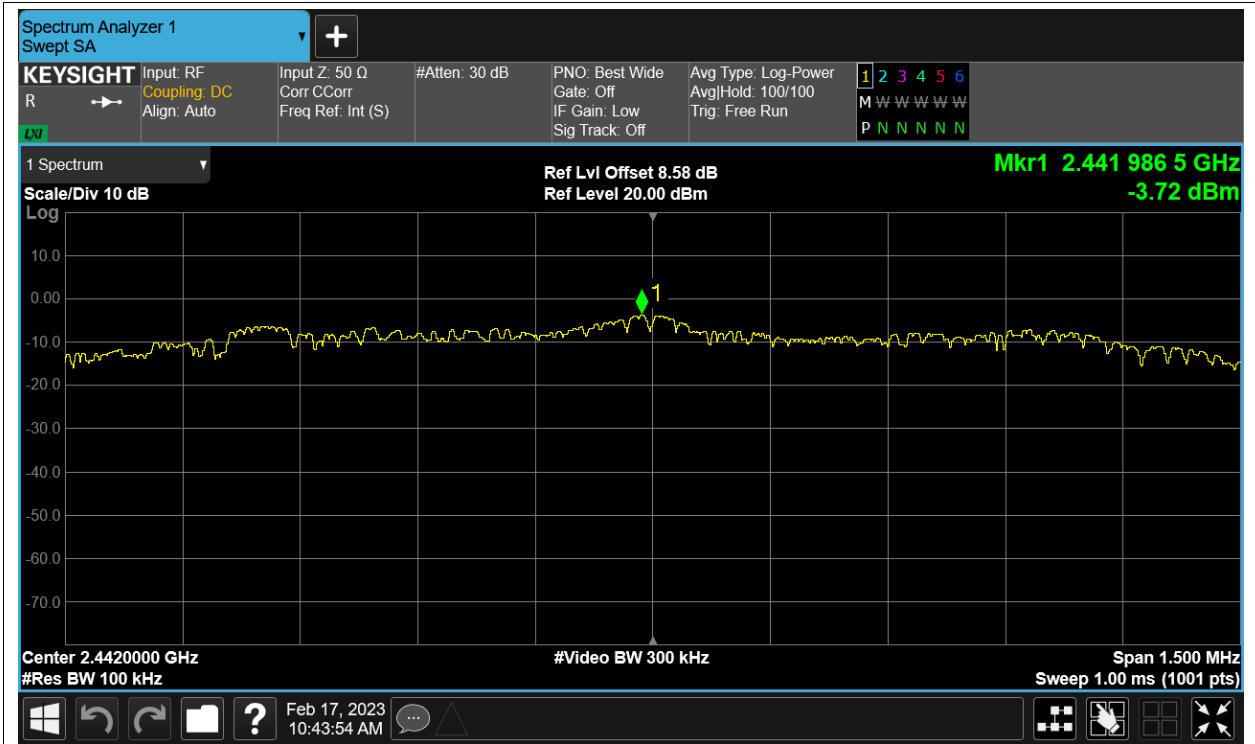 Spectrum Analyzer 1
Swept SA
KEYSIGHT
R
LXI
Input: RF
Coupling: DC
Align: Auto
Input Z: 50 Ω
Corr CCorr
Freq Ref: Int (S)
#Atten: 30 dB
PNO: Best Wide
Gate: Off
IF Gain: Low
Sig Track: Off
Avg Type: Log-Power
Avg|Hold: 100/100
Trig: Free Run
1 2 3 4 5 6
M W W W W W
P N N N N N
1 Spectrum
Scale/Div 10 dB
Log
Ref Lvl Offset 8.58 dB
Ref Level 20.00 dBm
Mkr1 2.441 986 5 GHz
-3.72 dBm
10.0
0.00
1
-10.0
-20.0
-30.0
-40.0
-50.0
-60.0
-70.0
Center 2.4420000 GHz
#Video BW 300 kHz
Span 1.500 MHz
#Res BW 100 kHz
Sweep 1.00 ms (1001 pts)
?
Feb 17, 2023
10:43:54 AM